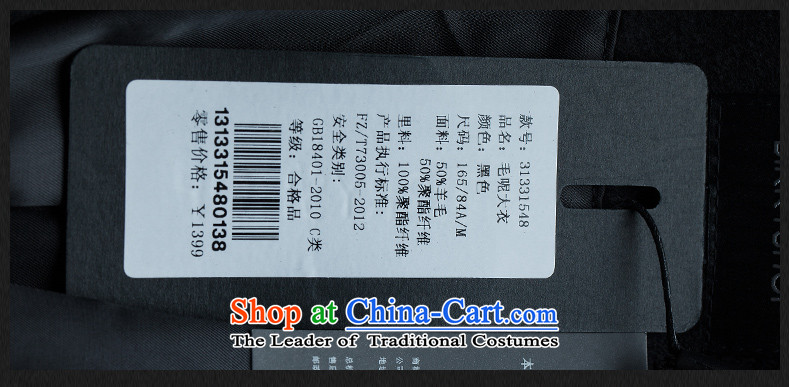 款号: 31331548
品名: 毛呢大衣
颜色: 黑色
尺码: 165/84A/M
面料: 50%羊毛
50%聚酯纤维
里料: 100%聚酯纤维
产品执行标准:
FZ/T73005-2012
安全类别:
GB18401-2010 C类
等级: 合格品
1313315480138
零售价格: ¥1399
Shop at China-Cart.com
The Leader of Traditional Costumes